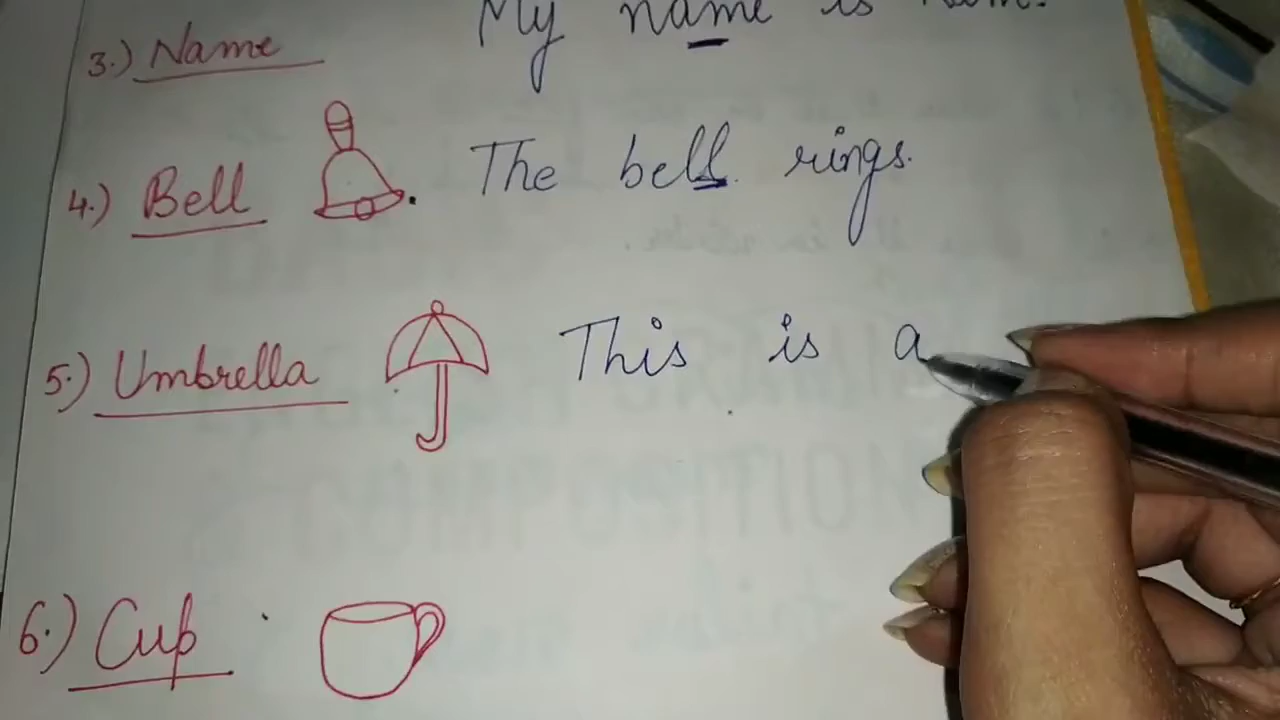 3.) Name My name is
4.) Bell The bell rings.
5.) Umbrella This is a
6.) Cup